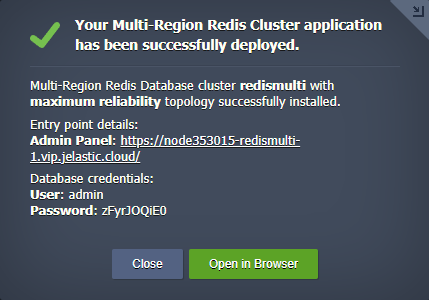 Your Multi-Region Redis Cluster application
has been successfully deployed.
Multi-Region Redis Database cluster redismulti with
maximum reliability topology successfully installed.
Entry point details:
Admin Panel: https://node353015-redismulti-
1.vip.jelastic.cloud/
Database credentials:
User: admin
Password: zFyrJOQiE0
Close
Open in Browser